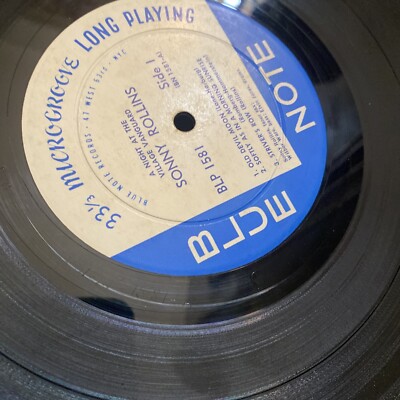 33⅓ MICROGROOVE LONG PLAYING
BLUE NOTE RECORDS · 47 WEST 63rd · NYC
Side 1
(BN 1581-A)
A NIGHT AT THE
VILLAGE VANGUARD
SONNY ROLLINS
BLP 1581
1. OLD DEVIL MOON
2. SOFTLY AS IN A MORNING SUNRISE
3. STRIVER'S ROW
BLUE
NOTE